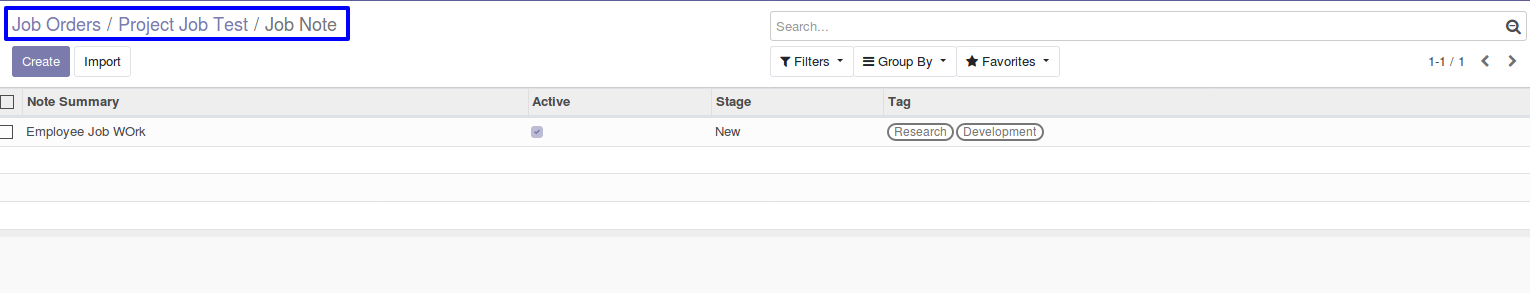 Job Orders / Project Job Test / Job Note
Search...
Create Import Filters Group By Favorites 1-1 / 1
Note Summary Active Stage Tag
Employee Job WOrk New Research Development